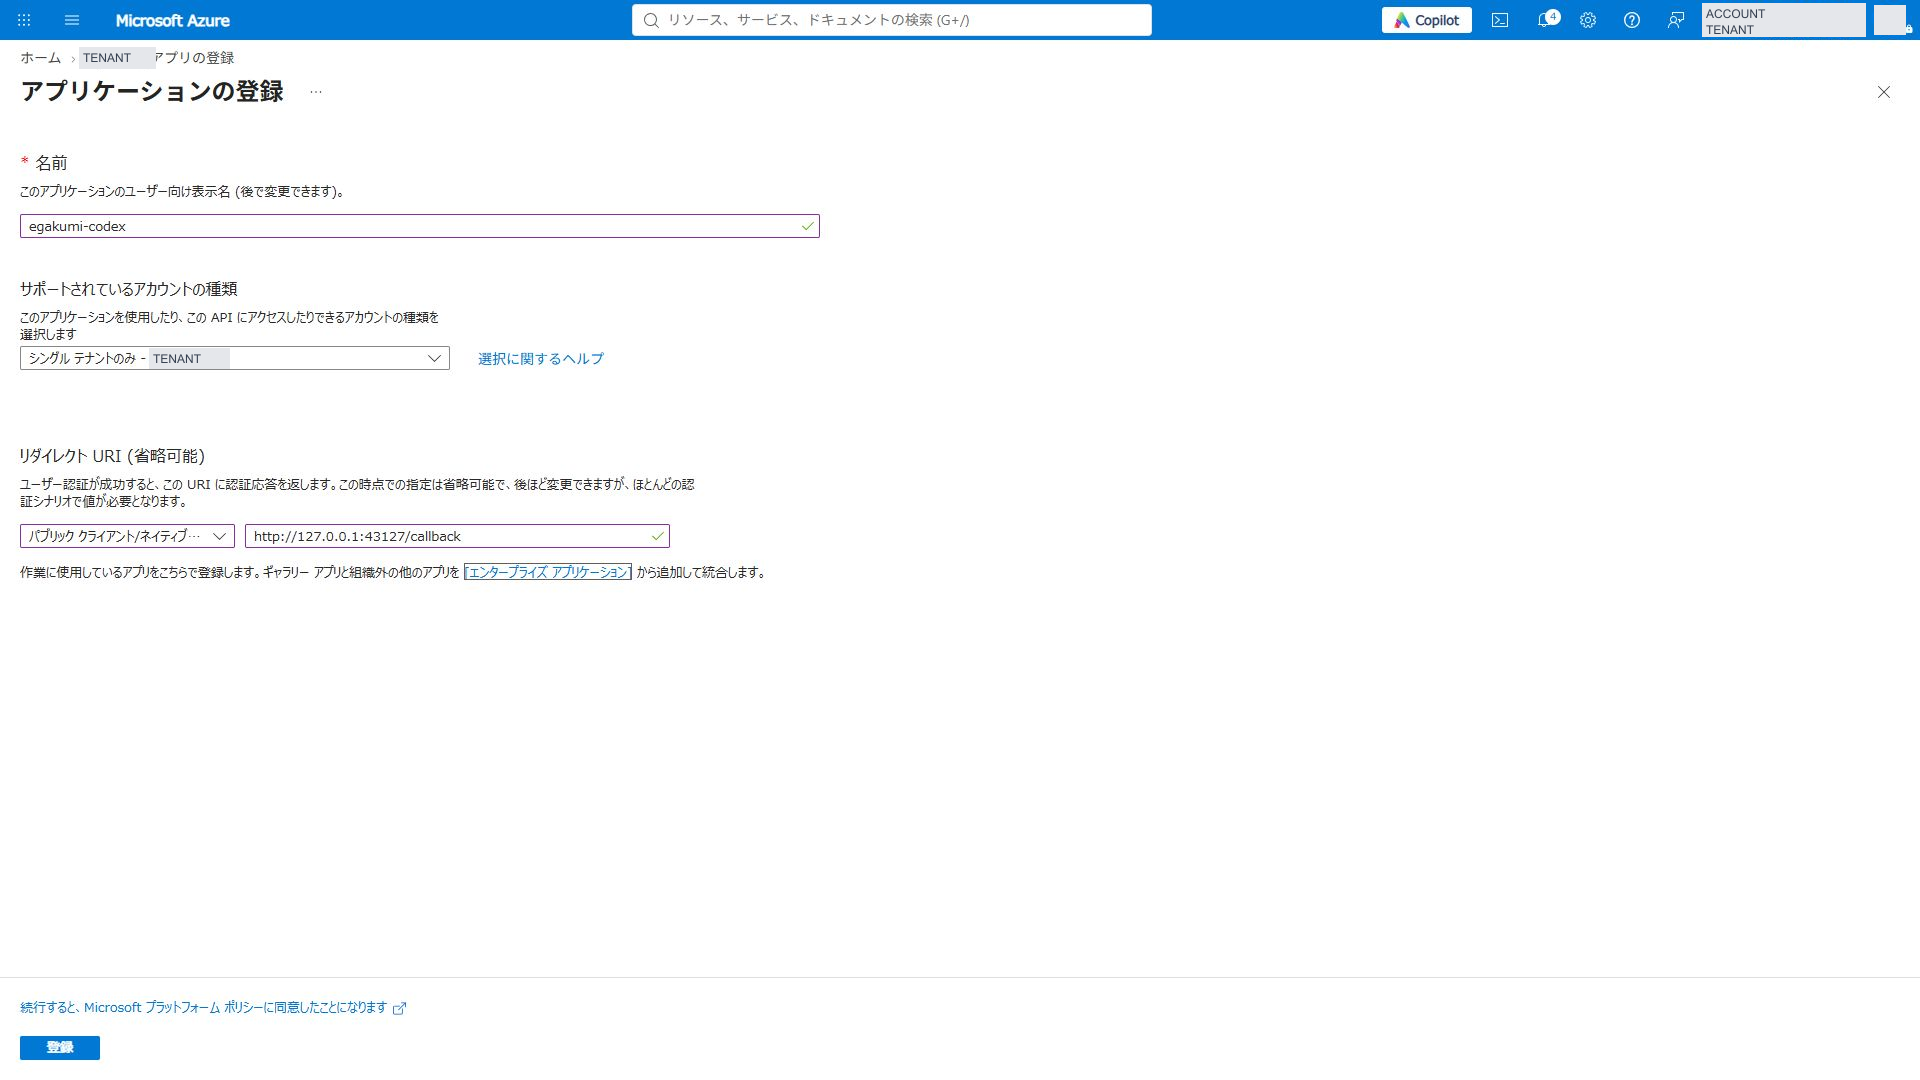 Microsoft Azure
リソース、サービス、ドキュメントの検索 (G+/)
Copilot
4
ACCOUNT
TENANT
ホーム
TENANT
アプリの登録
アプリケーションの登録
…
* 名前
このアプリケーションのユーザー向け表示名 (後で変更できます)。
egakumi-codex
サポートされているアカウントの種類
このアプリケーションを使用したり、この API にアクセスしたりできるアカウントの種類を
選択します
シングル テナントのみ - TENANT
選択に関するヘルプ
リダイレクト URI (省略可能)
ユーザー認証が成功すると、この URI に認証応答を返します。この時点での指定は省略可能で、後ほど変更できますが、ほとんどの認
証シナリオで値が必要となります。
パブリック クライアント/ネイティブ…
http://127.0.0.1:43127/callback
作業に使用しているアプリをこちらで登録します。ギャラリー アプリと組織外の他のアプリを [エンタープライズ アプリケーション] から追加して統合します。
続行すると、Microsoft プラットフォーム ポリシーに同意したことになります
登録